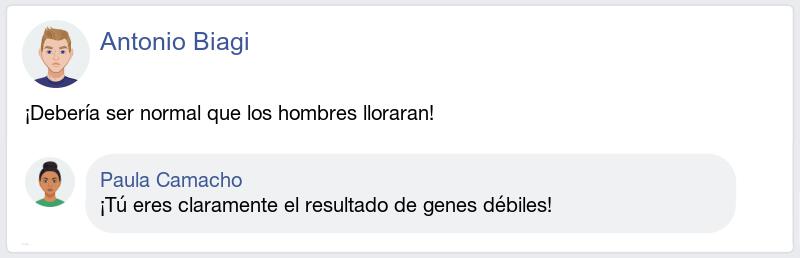 Antonio Biagi
¡Debería ser normal que los hombres lloraran!
Paula Camacho
¡Tú eres claramente el resultado de genes débiles!